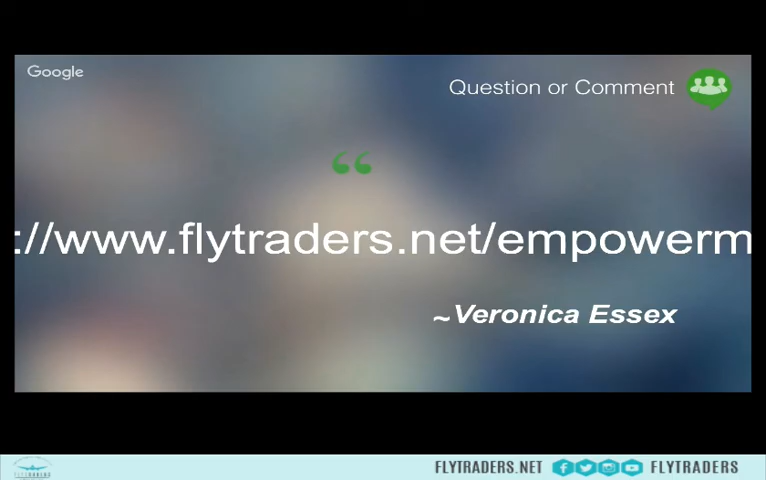 Google
Question or Comment
“
://www.flytraders.net/empowerm
~Veronica Essex
FLYTRADERS.NET FLYTRADERS